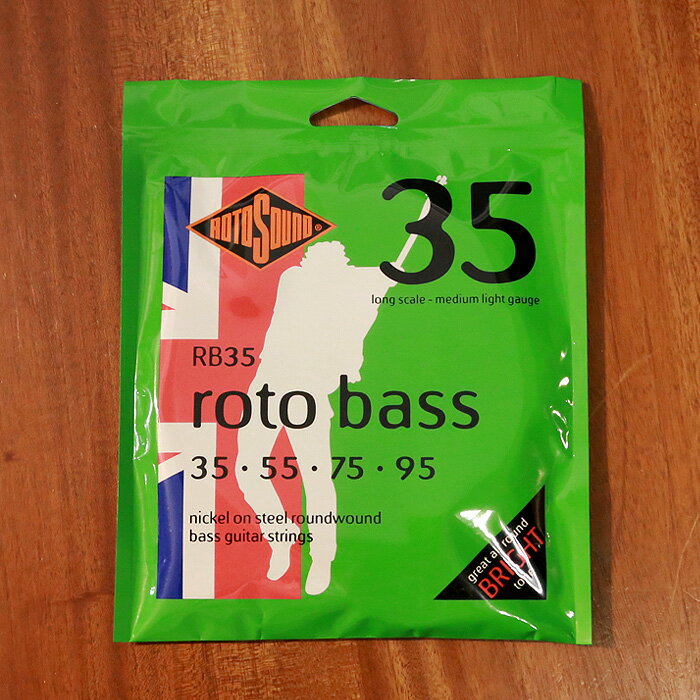 ROTOSOUND®
35
long scale - medium light gauge
RB35
roto bass
35 • 55 • 75 • 95
nickel on steel roundwound
bass guitar strings
great all round
BRIGHT